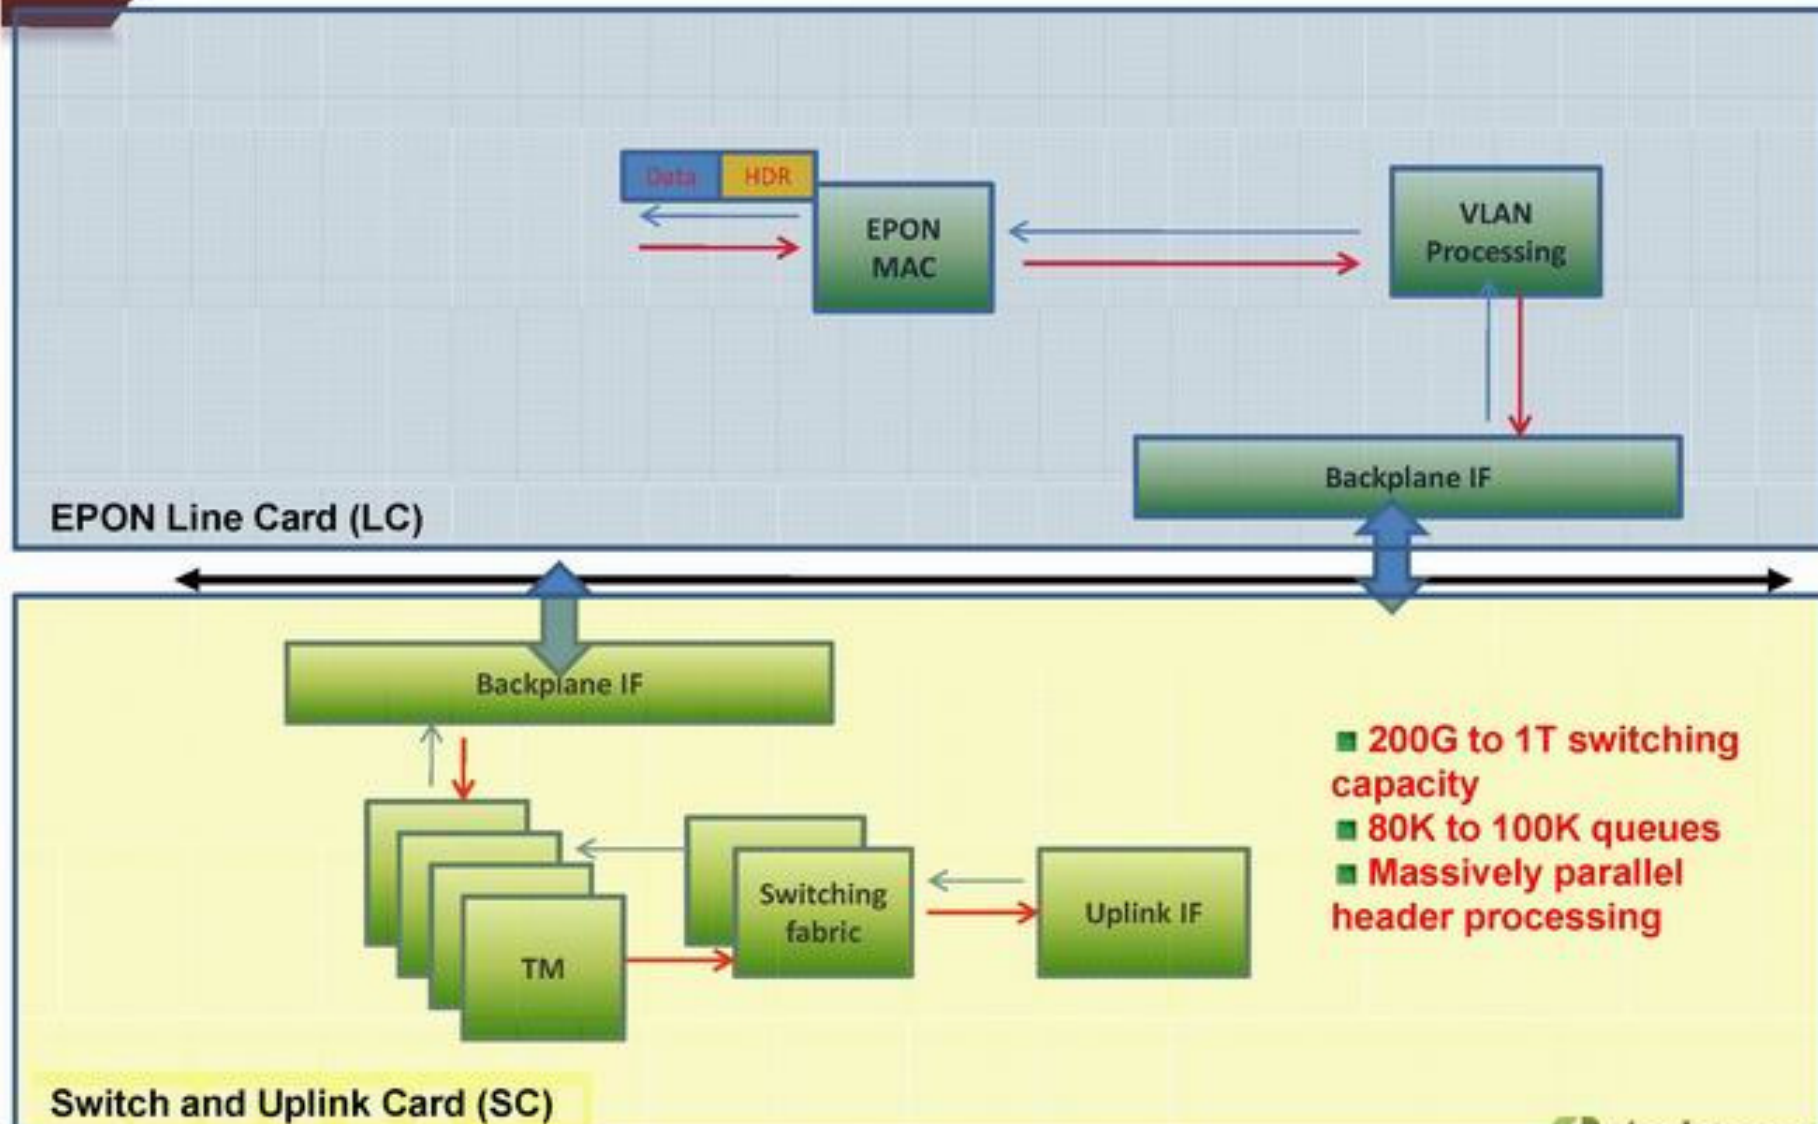 Data HDR
EPON
MAC
VLAN
Processing
Backplane IF
EPON Line Card (LC)
Backplane IF
TM
Switching
fabric
Uplink IF
200G to 1T switching
capacity
80K to 100K queues
Massively parallel
header processing
Switch and Uplink Card (SC)